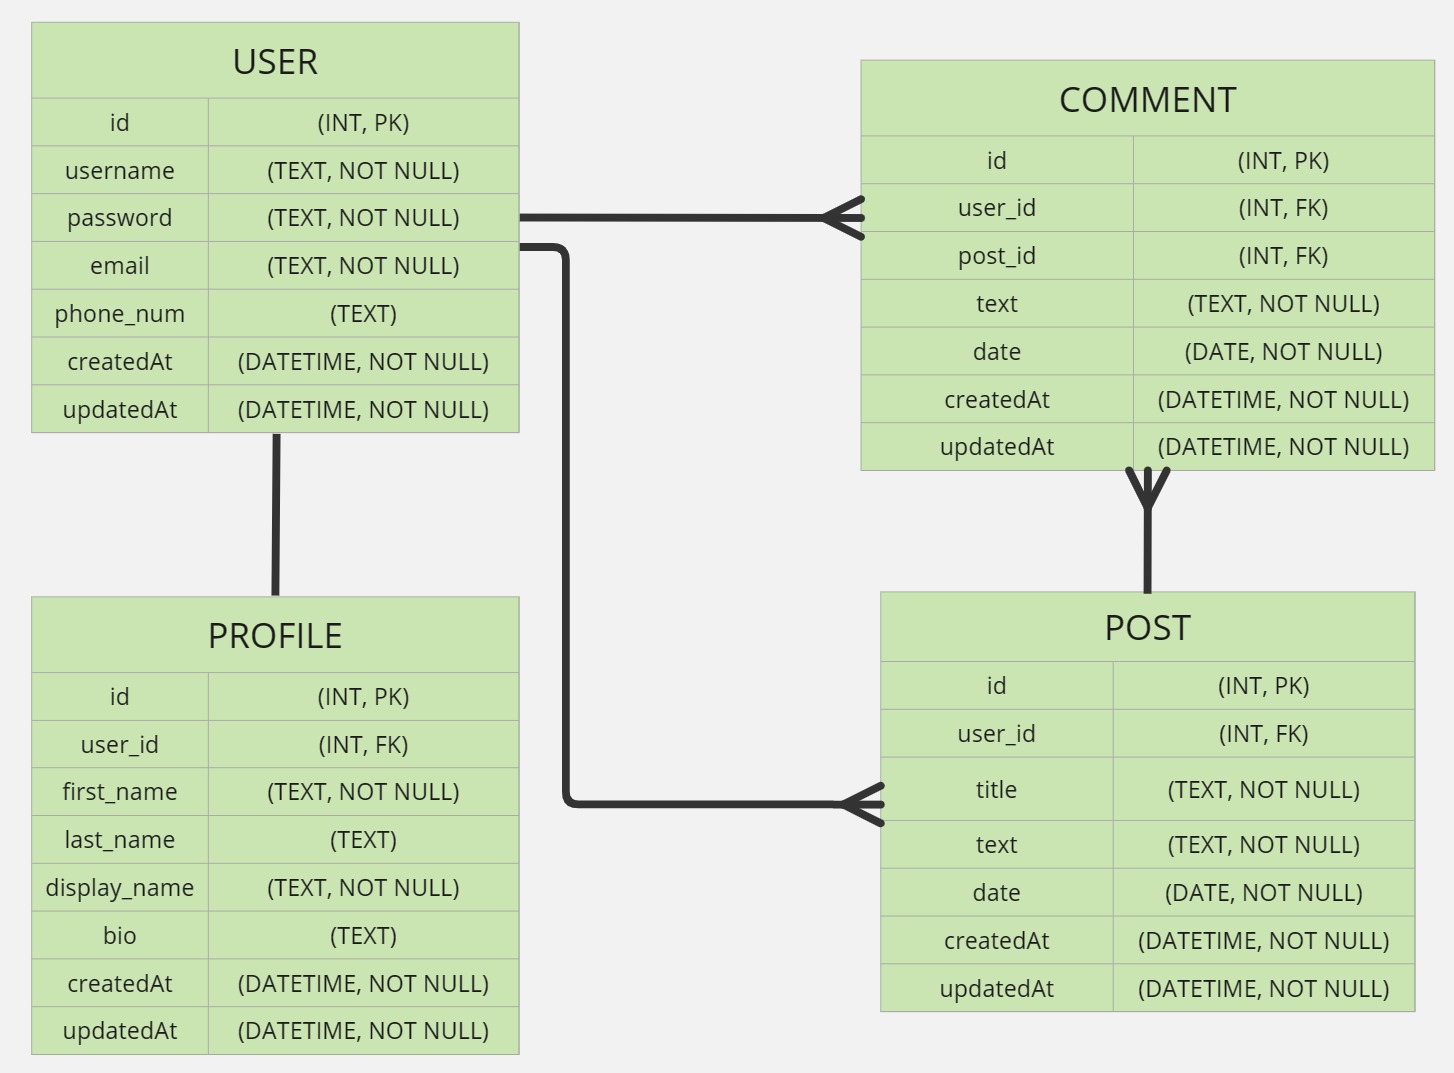 USER
id (INT, PK)
username (TEXT, NOT NULL)
password (TEXT, NOT NULL)
email (TEXT, NOT NULL)
phone_num (TEXT)
createdAt (DATETIME, NOT NULL)
updatedAt (DATETIME, NOT NULL)
COMMENT
id (INT, PK)
user_id (INT, FK)
post_id (INT, FK)
text (TEXT, NOT NULL)
date (DATE, NOT NULL)
createdAt (DATETIME, NOT NULL)
updatedAt (DATETIME, NOT NULL)
PROFILE
id (INT, PK)
user_id (INT, FK)
first_name (TEXT, NOT NULL)
last_name (TEXT)
display_name (TEXT, NOT NULL)
bio (TEXT)
createdAt (DATETIME, NOT NULL)
updatedAt (DATETIME, NOT NULL)
POST
id (INT, PK)
user_id (INT, FK)
title (TEXT, NOT NULL)
text (TEXT, NOT NULL)
date (DATE, NOT NULL)
createdAt (DATETIME, NOT NULL)
updatedAt (DATETIME, NOT NULL)